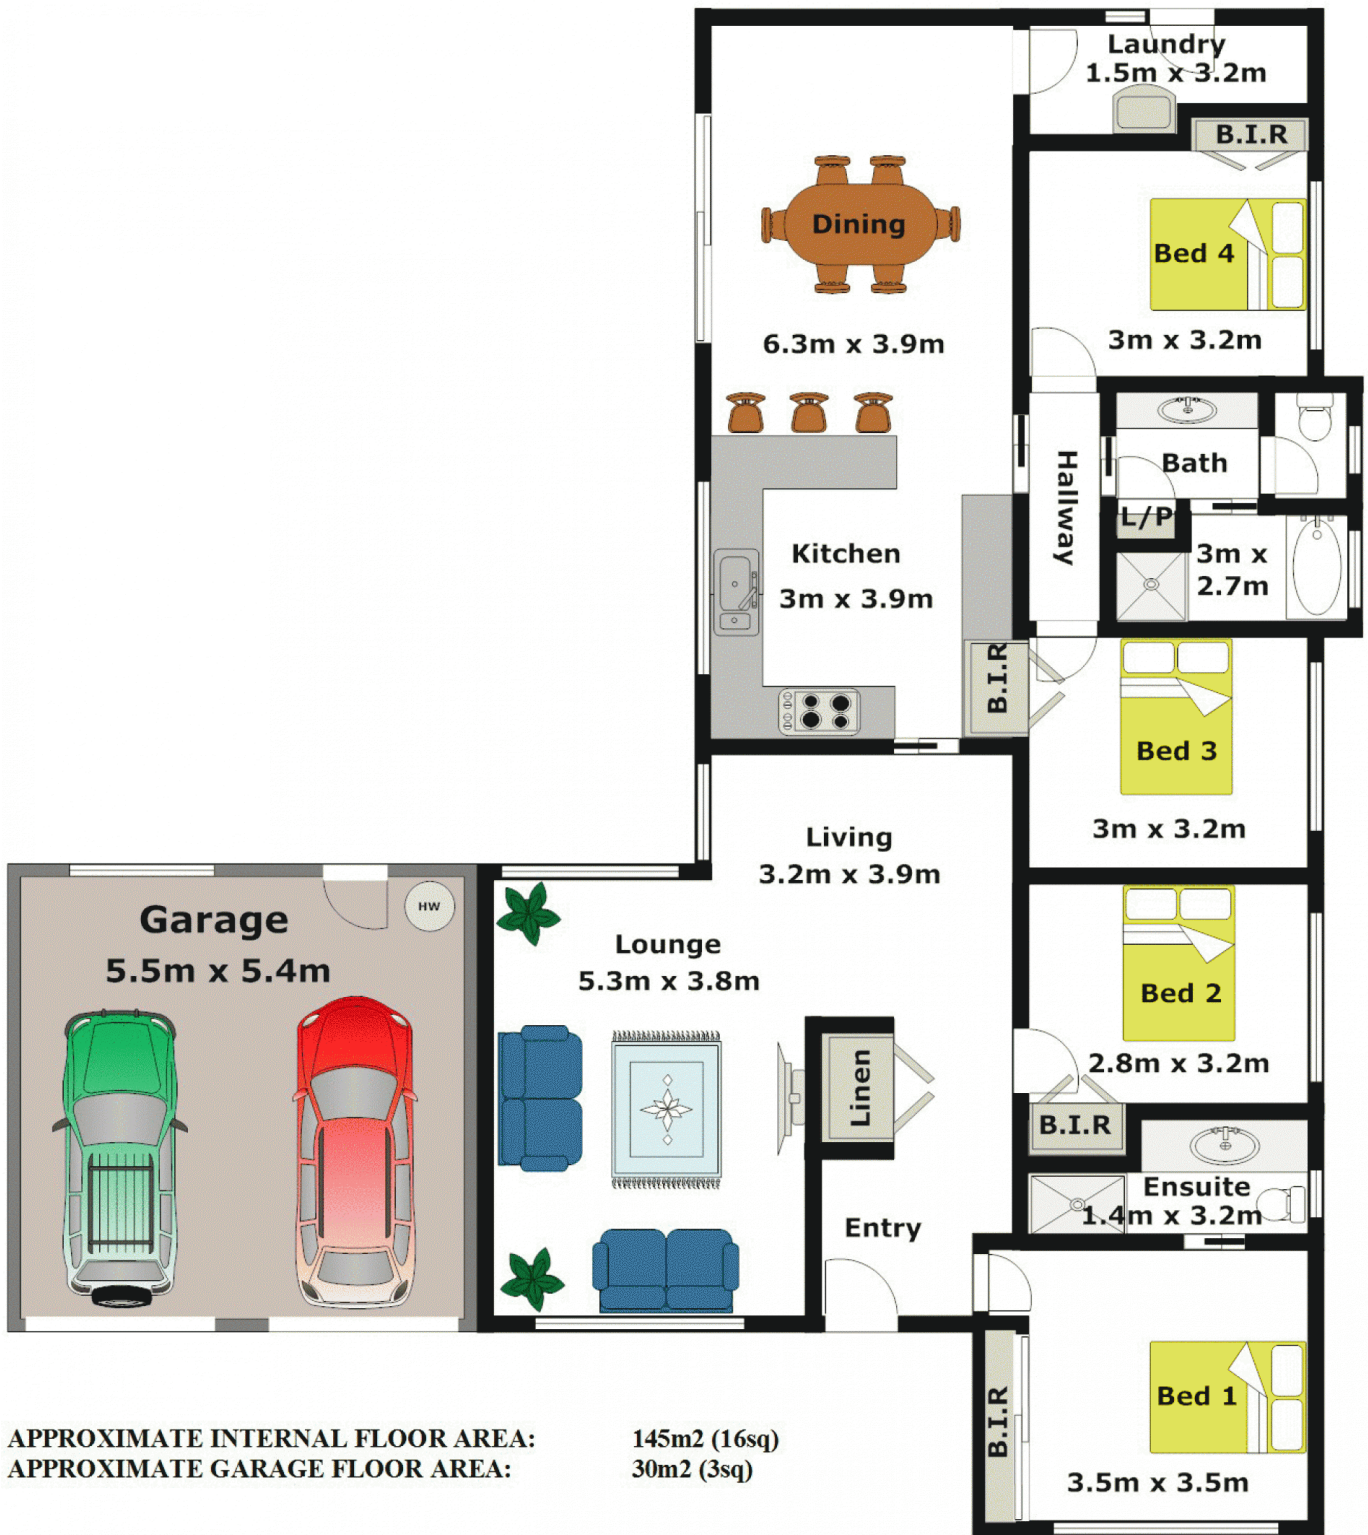 Laundry
1.5m x 3.2m
B.I.R
Dining
6.3m x 3.9m
Bed 4
3m x 3.2m
Hallway
Bath
L/P
3m x
2.7m
Kitchen
3m x 3.9m
B.I.R
Bed 3
3m x 3.2m
Living
3.2m x 3.9m
Garage
5.5m x 5.4m
HW
Lounge
5.3m x 3.8m
Bed 2
2.8m x 3.2m
Linen
B.I.R
Ensuite
1.4m x 3.2m
Entry
B.I.R
Bed 1
3.5m x 3.5m
APPROXIMATE INTERNAL FLOOR AREA: 145m2 (16sq)
APPROXIMATE GARAGE FLOOR AREA: 30m2 (3sq)